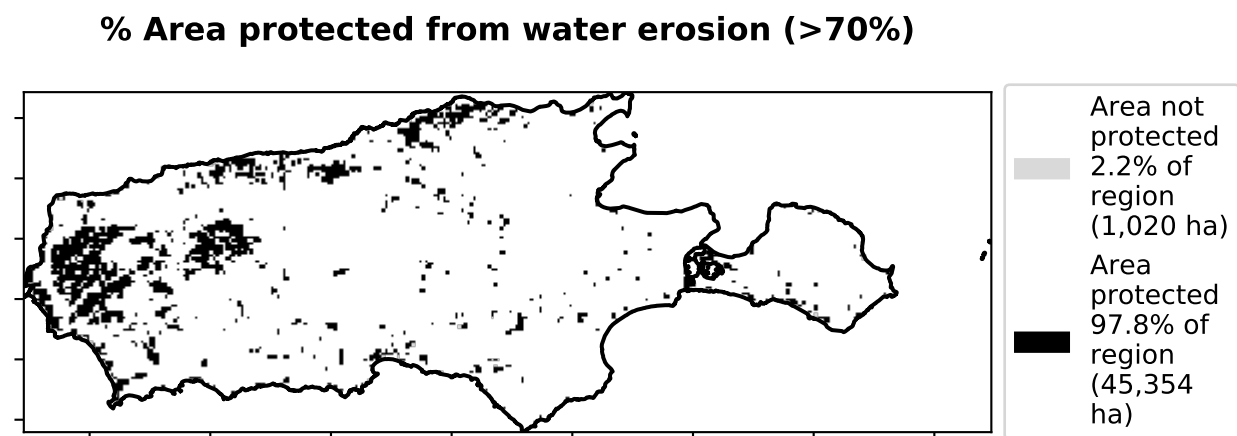 % Area protected from water erosion (>70%)
Area not
protected
2.2% of
region
(1,020 ha)
Area
protected
97.8% of
region
(45,354
ha)